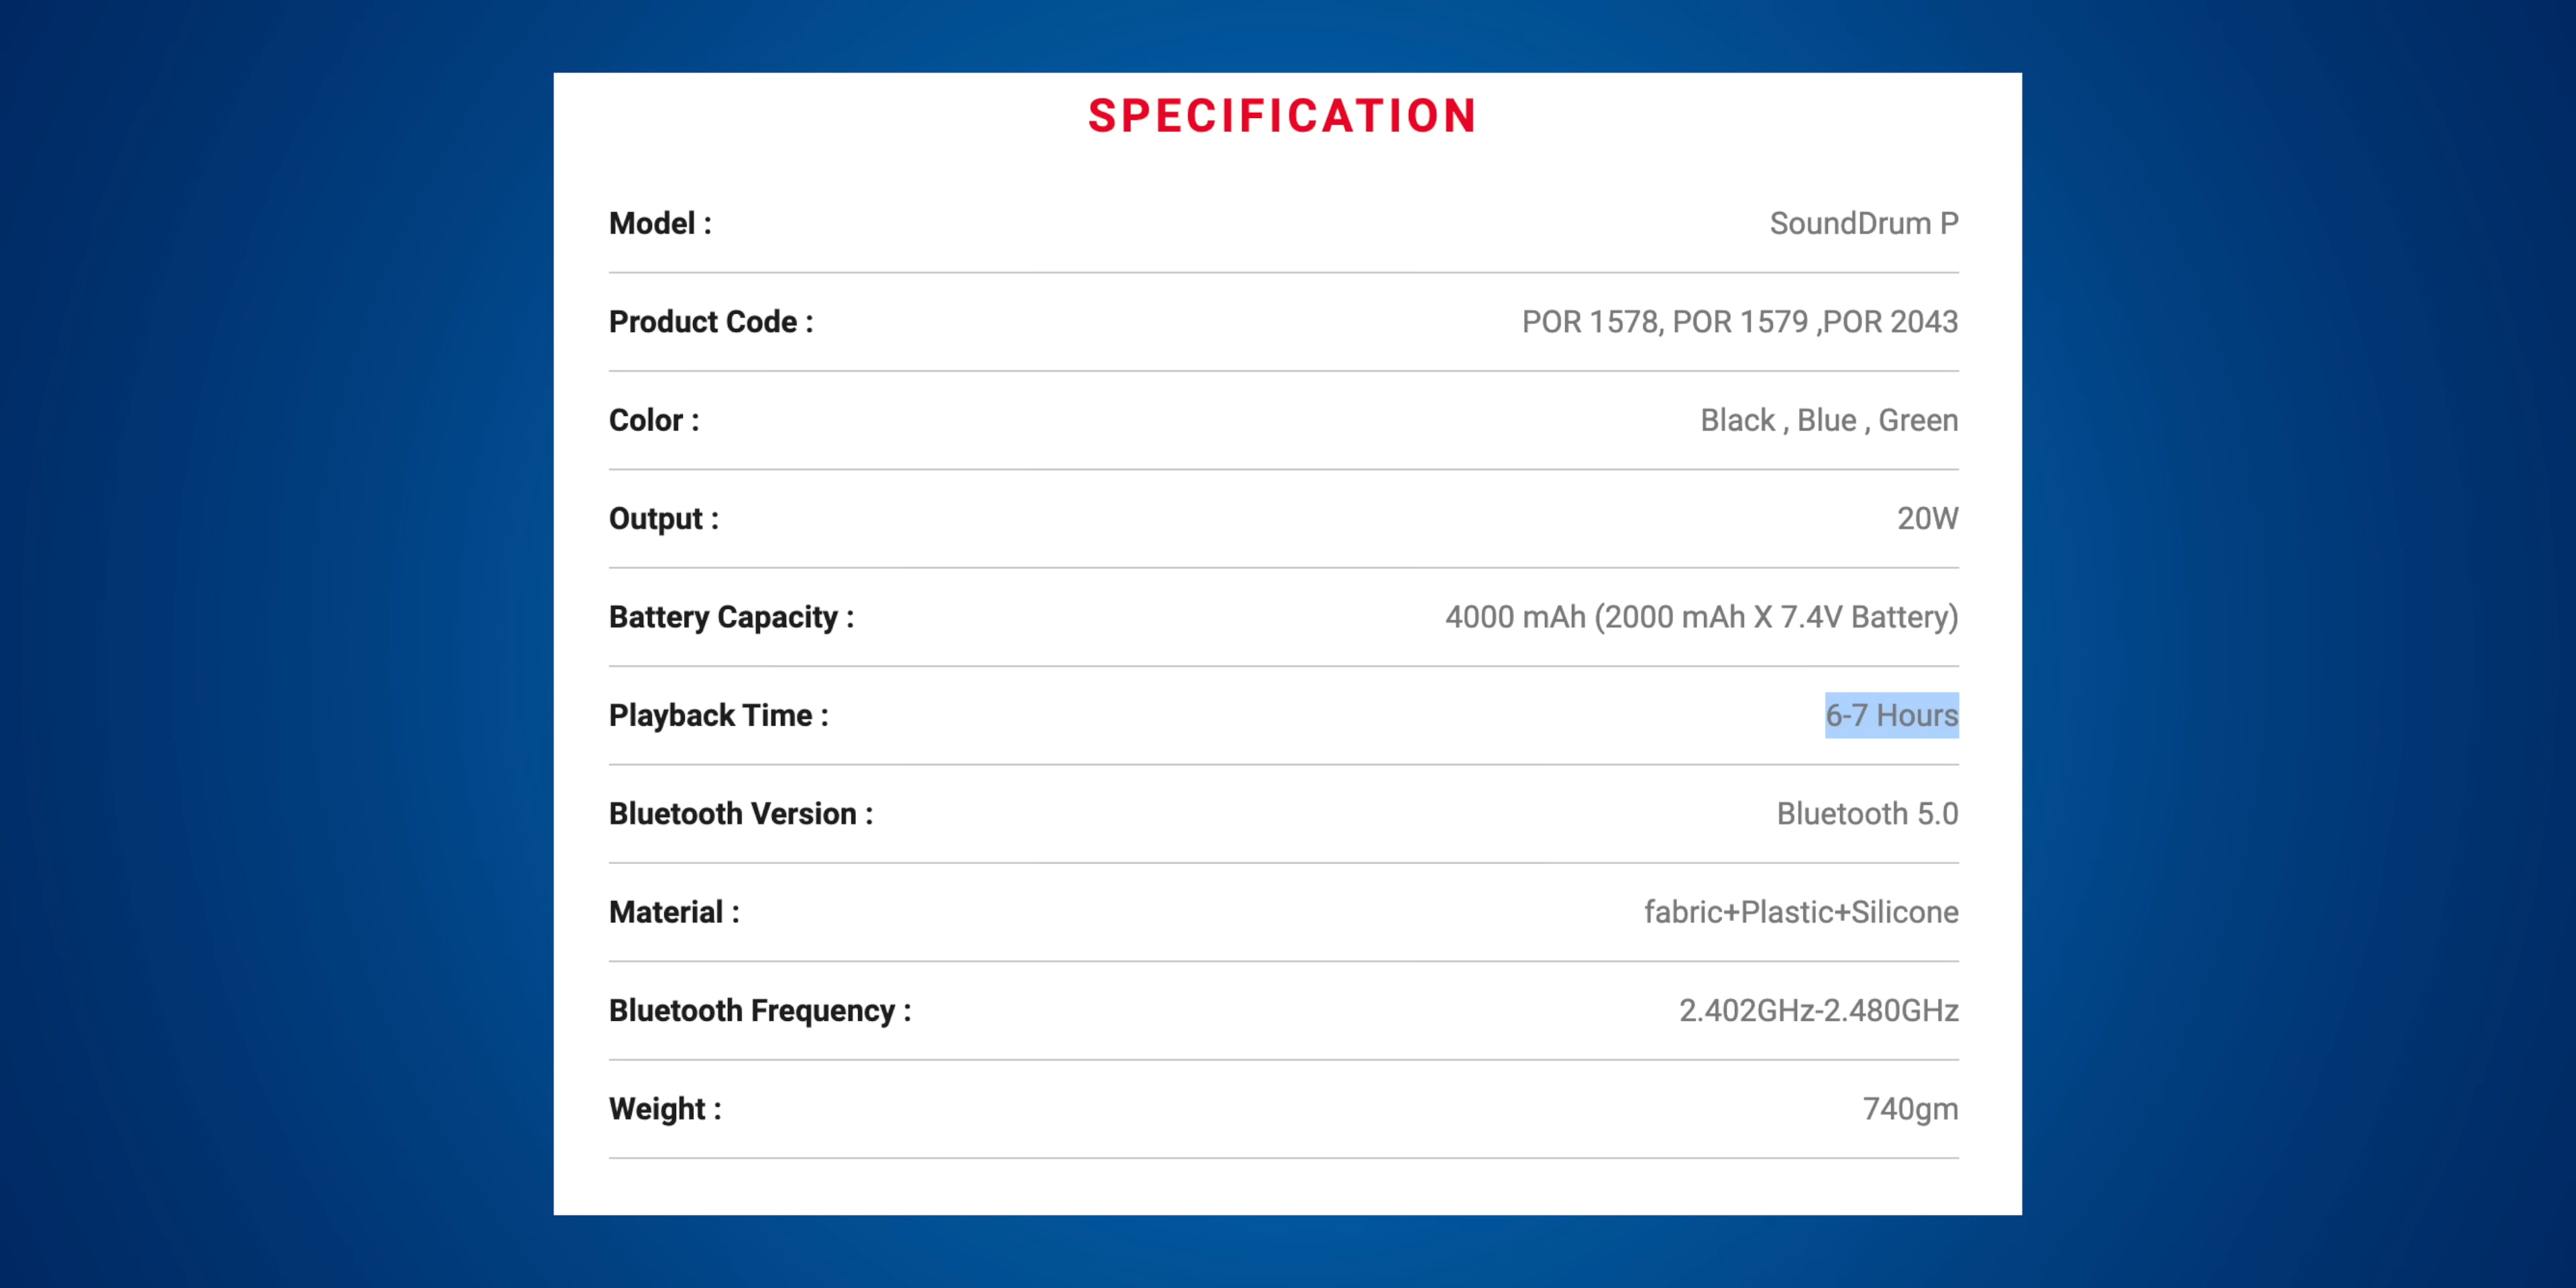 SPECIFICATION
Model : SoundDrum P
Product Code : POR 1578, POR 1579 ,POR 2043
Color : Black , Blue , Green
Output : 20W
Battery Capacity : 4000 mAh (2000 mAh X 7.4V Battery)
Playback Time : 6-7 Hours
Bluetooth Version : Bluetooth 5.0
Material : fabric+Plastic+Silicone
Bluetooth Frequency : 2.402GHz-2.480GHz
Weight : 740gm